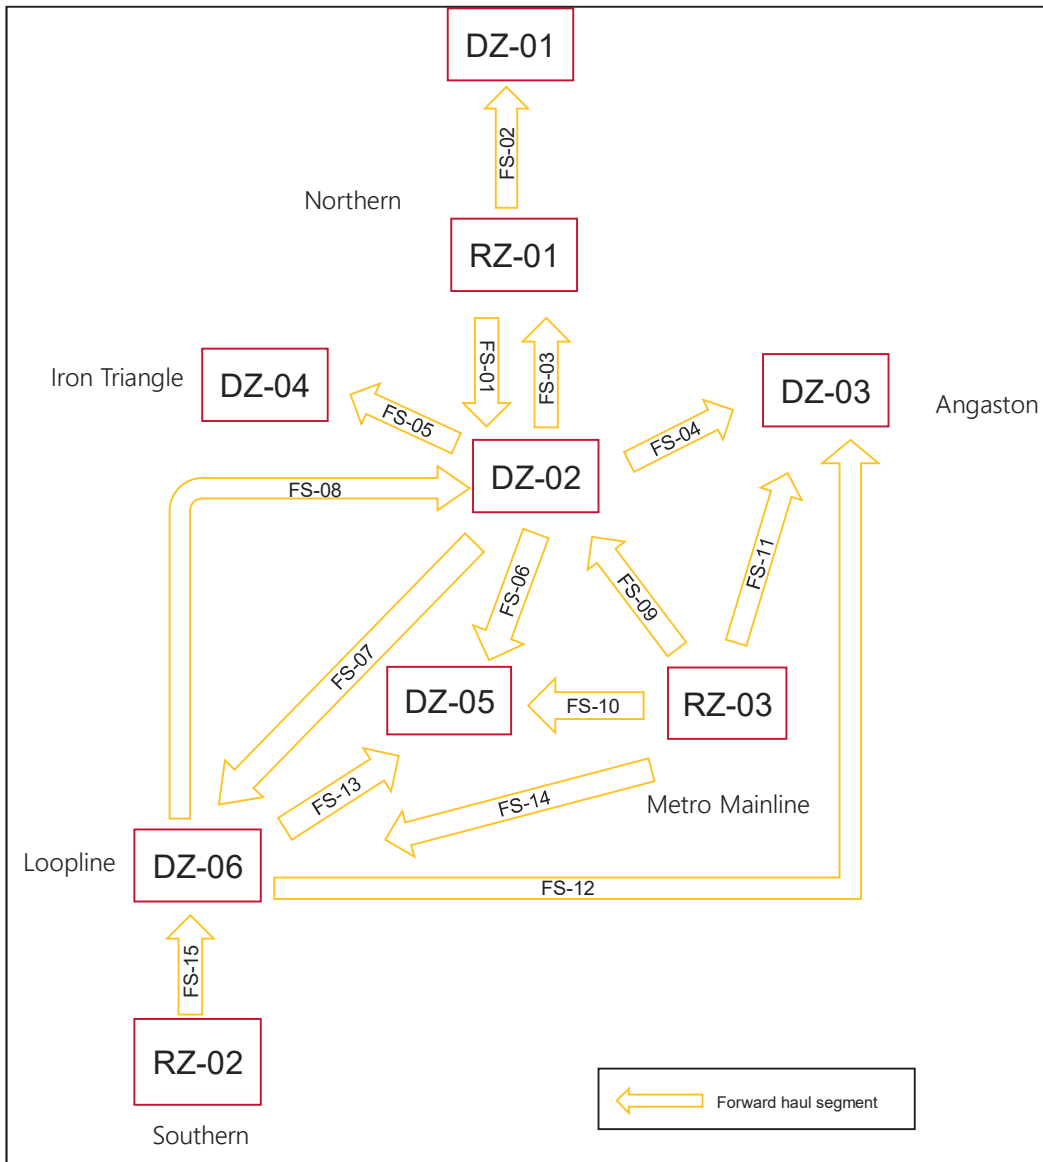 DZ-01
FS-02
Northern
RZ-01
FS-01
FS-03
Iron Triangle
DZ-04
DZ-03
Angaston
FS-05
FS-04
DZ-02
FS-08
FS-11
FS-06
FS-09
FS-07
DZ-05
FS-10
RZ-03
FS-13
FS-14
Metro Mainline
Loopline
DZ-06
FS-12
FS-15
RZ-02
Forward haul segment
Southern